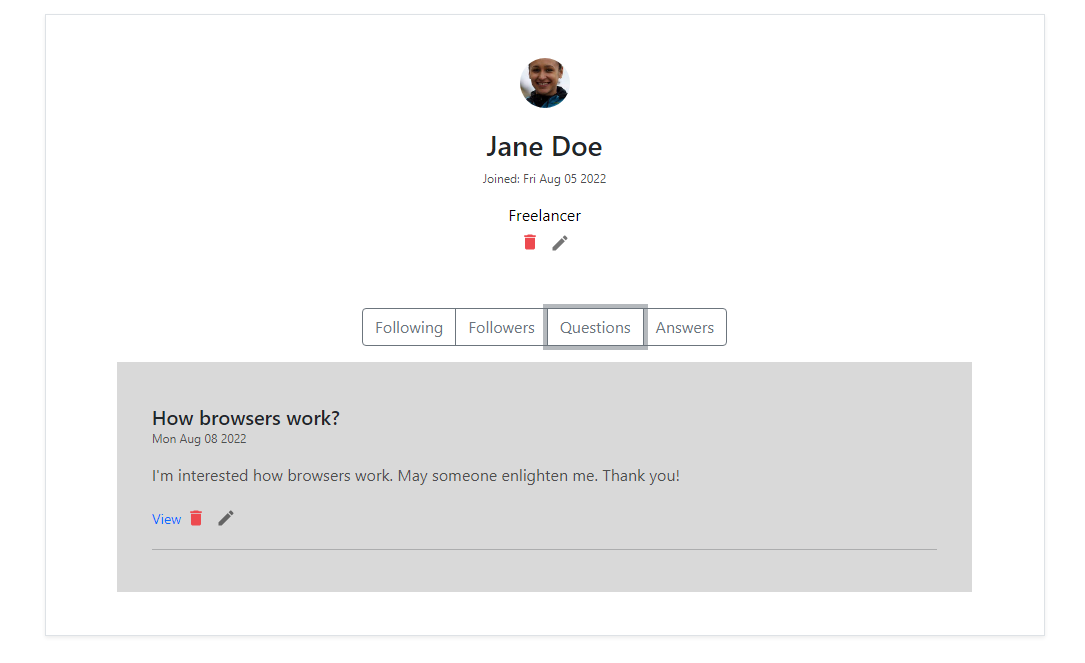 Jane Doe
Joined: Fri Aug 05 2022
Freelancer
Following Followers Questions Answers
How browsers work?
Mon Aug 08 2022
I'm interested how browsers work. May someone enlighten me. Thank you!
View